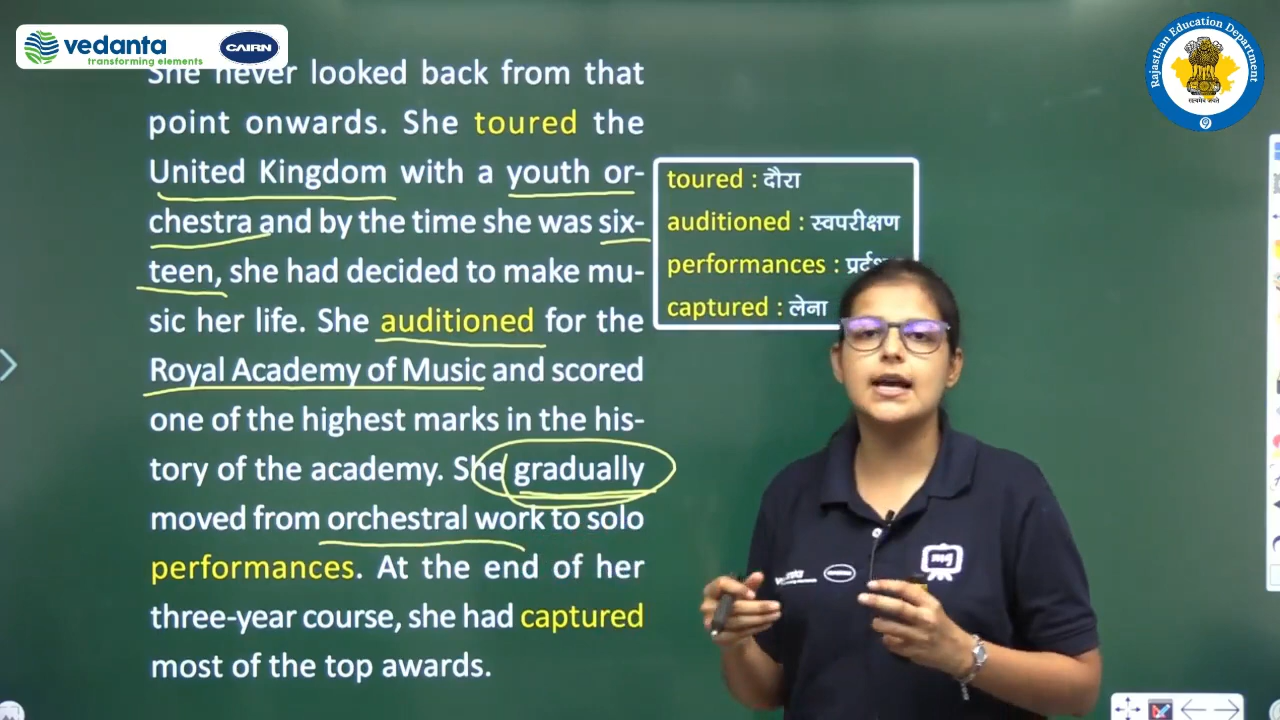 vedanta
transforming elements
CAIRN
Rajasthan Education Department
सत्यमेव जयते
She never looked back from that
point onwards. She toured the
United Kingdom with a youth or-
chestra and by the time she was six-
teen, she had decided to make mu-
sic her life. She auditioned for the
Royal Academy of Music and scored
one of the highest marks in the his-
tory of the academy. She gradually
moved from orchestral work to solo
performances. At the end of her
three-year course, she had captured
most of the top awards.
toured : दौरा
auditioned : स्वपरीक्षण
performances :
captured : लेना